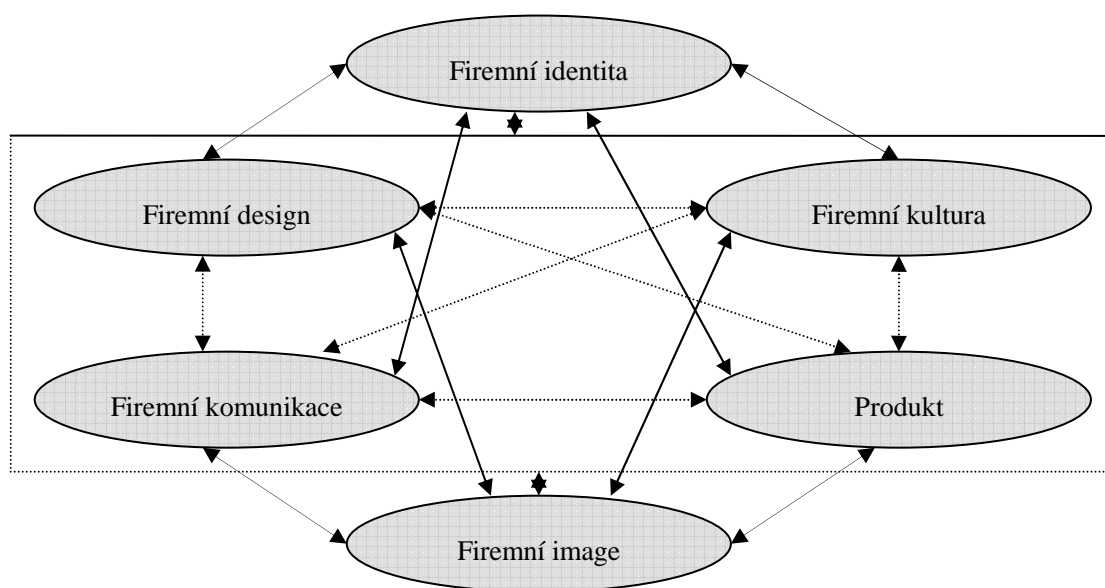 Firemní identita
Firemní design
Firemní kultura
Firemní komunikace
Produkt
Firemní image